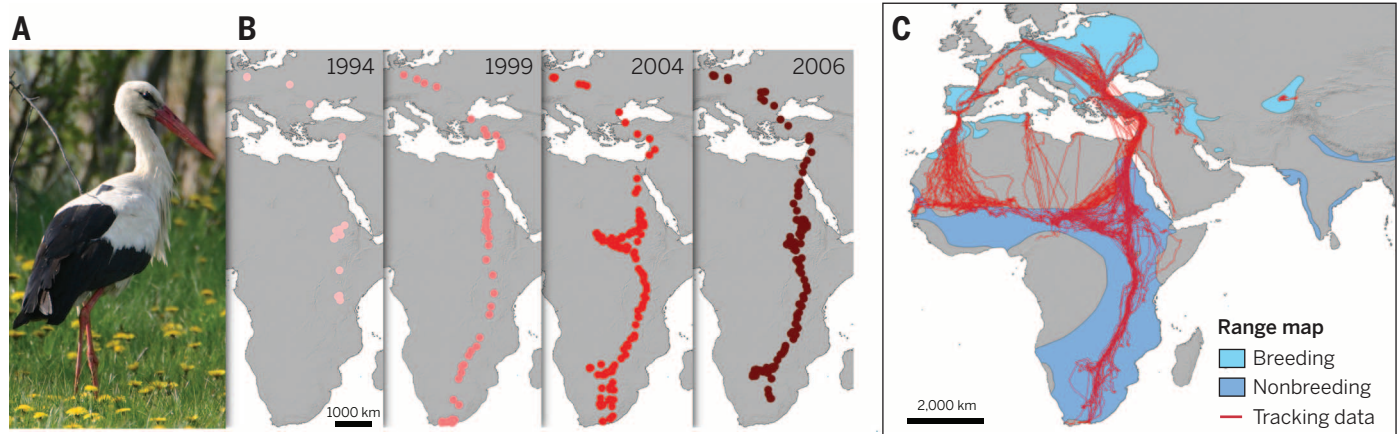 A
B
1994
1999
2004
2006
1000 km
C
Range map
Breeding
Nonbreeding
Tracking data
2,000 km